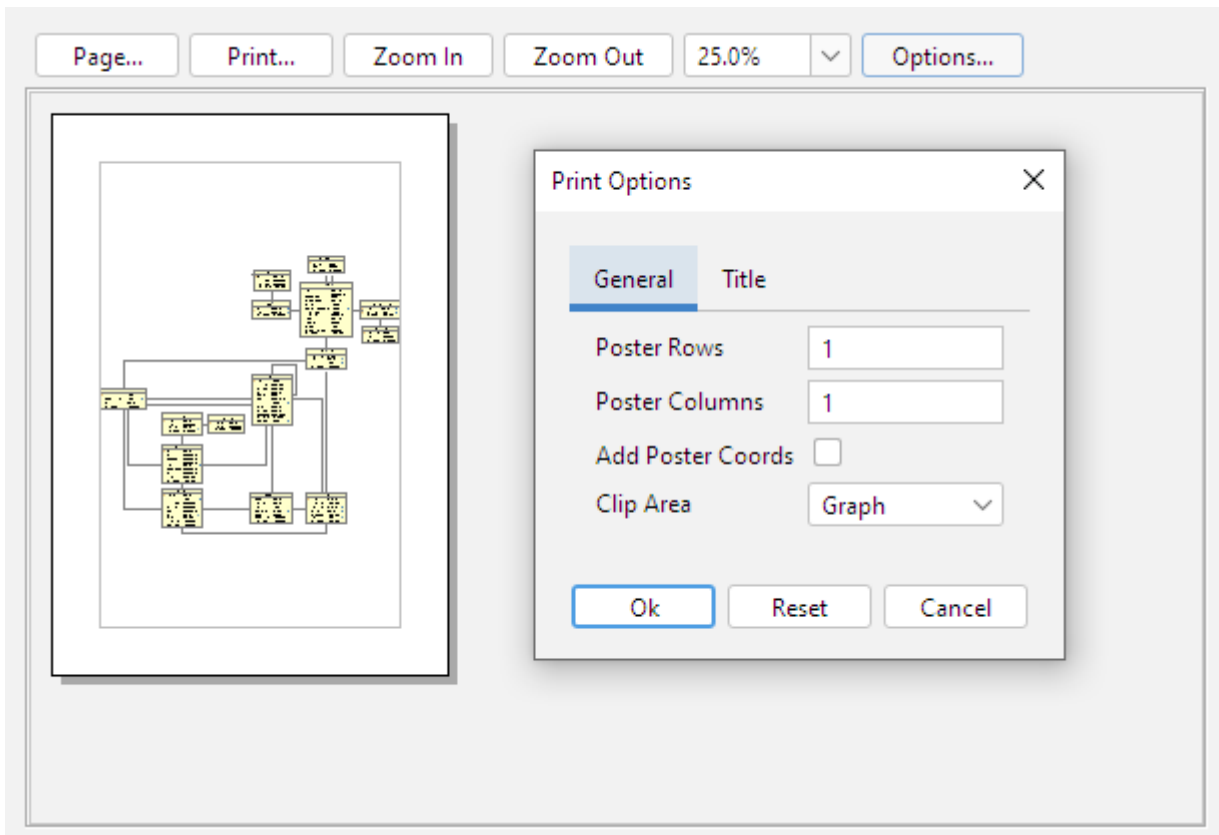 Page... Print... Zoom In Zoom Out 25.0% Options...
Print Options
General Title
Poster Rows 1
Poster Columns 1
Add Poster Coords
Clip Area Graph
Ok Reset Cancel